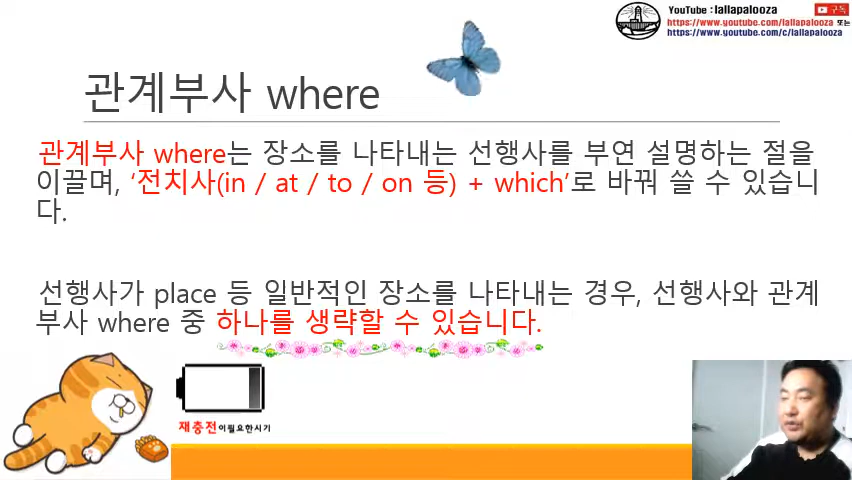 YouTube : lallapalooza
구독
https://www.youtube.com/lallapalooza 또는
https://www.youtube.com/c/lallapalooza
관계부사 where
관계부사 where는 장소를 나타내는 선행사를 부연 설명하는 절을
이끌며, ‘전치사(in / at / to / on 등) + which’로 바꿔 쓸 수 있습니
다.
선행사가 place 등 일반적인 장소를 나타내는 경우, 선행사와 관계
부사 where 중 하나를 생략할 수 있습니다.
재충전이필요한시기